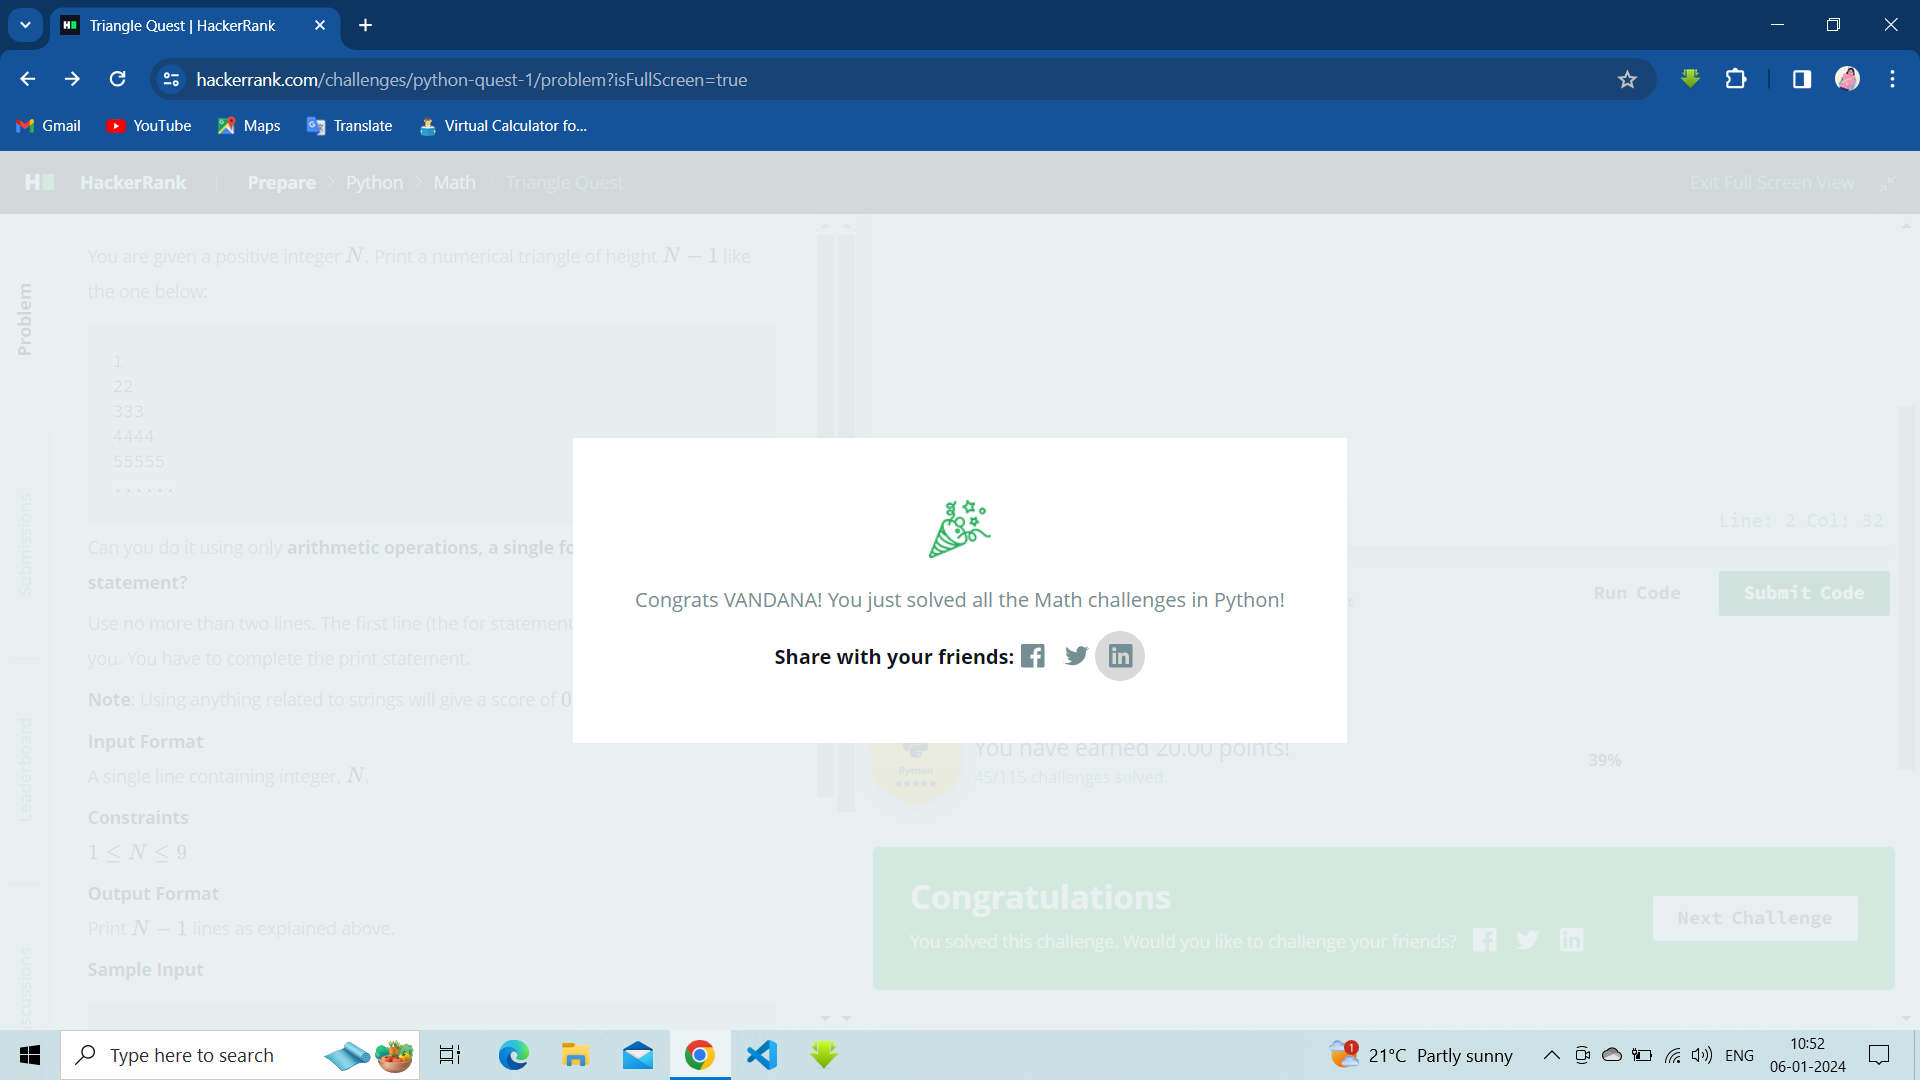 Triangle Quest | HackerRank
hackerrank.com/challenges/python-quest-1/problem?isFullScreen=true
Gmail YouTube Maps Translate Virtual Calculator fo...
HackerRank Prepare Python Math Triangle Quest Exit Full Screen View
Problem
Submissions
Leaderboard
You are given a positive integer N. Print a numerical triangle of height N − 1 like
the one below:
1
22
333
4444
55555
......
Can you do it using only arithmetic operations, a single fo
statement?
Use no more than two lines. The first line (the for statement
you. You have to complete the print statement.
Note: Using anything related to strings will give a score of 0
Input Format
A single line containing integer, N.
Constraints
1 ≤ N ≤ 9
Output Format
Print N − 1 lines as explained above.
Sample Input
Line: 2 Col: 32
Run Code Submit Code
Congrats VANDANA! You just solved all the Math challenges in Python!
Share with your friends:
Python
You have earned 20.00 points!
45/115 challenges solved.
39%
Congratulations
You solved this challenge. Would you like to challenge your friends?
Next Challenge
Type here to search
1
21°C Partly sunny
ENG
10:52
06-01-2024